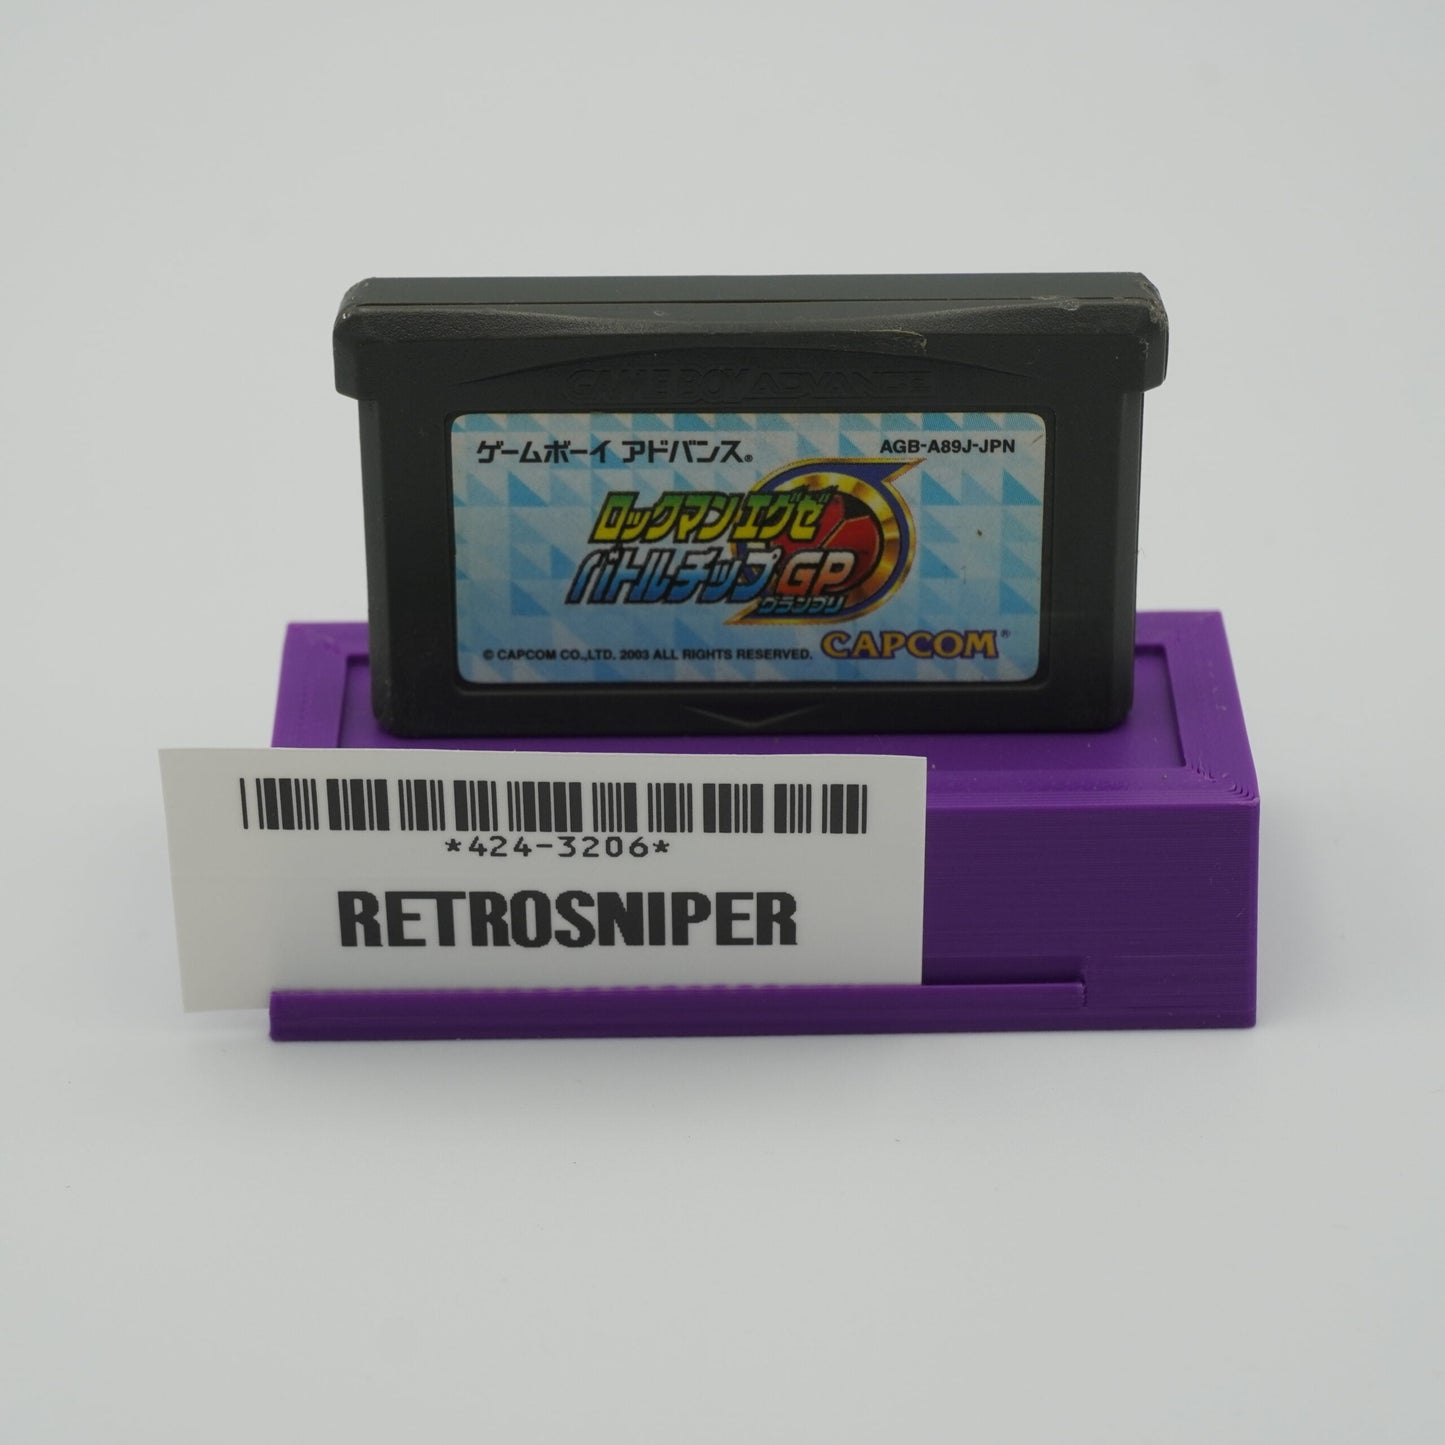 GAME BOY ADVANCE
ゲームボーイ アドバンス®
AGB-A89J-JPN
ロックマンエグゼ
バトルチップGP
グランプリ
© CAPCOM CO.,LTD. 2003 ALL RIGHTS RESERVED.
CAPCOM®
*424-3206*
RETROSNIPER